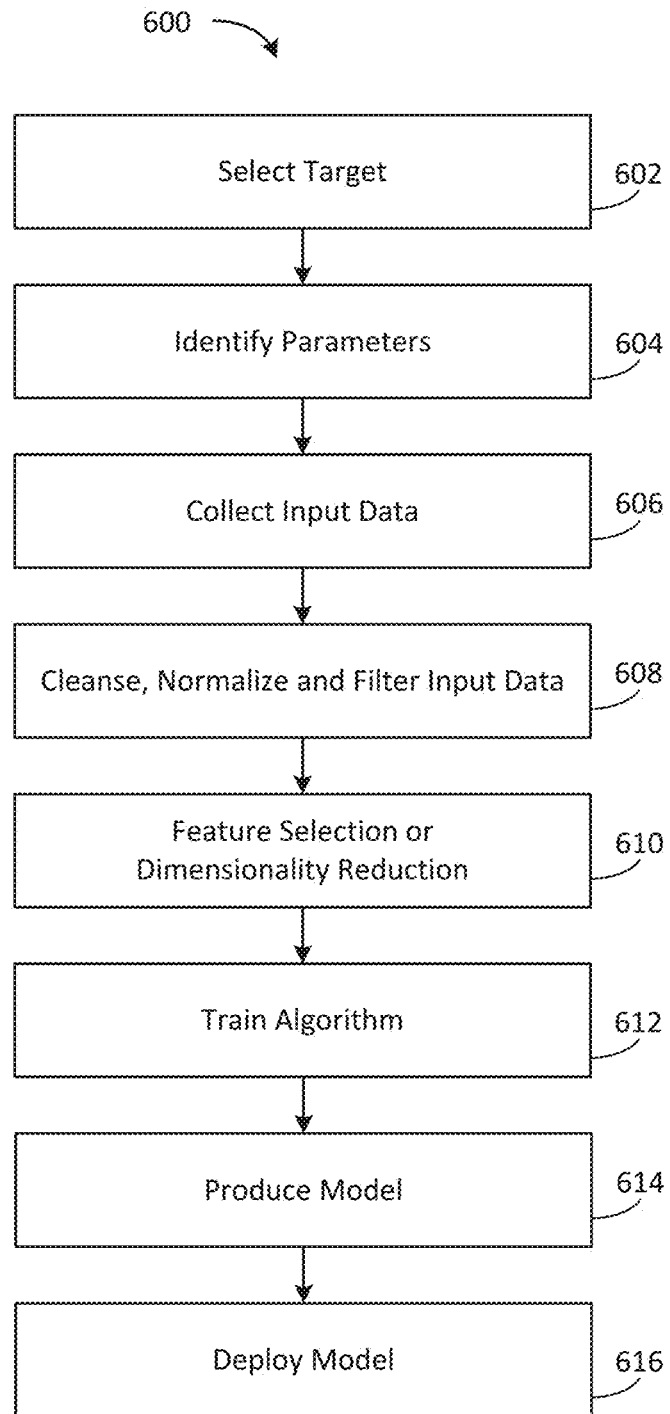 600
Select Target
602
Identify Parameters
604
Collect Input Data
606
Cleanse, Normalize and Filter Input Data
608
Feature Selection or
Dimensionality Reduction
610
Train Algorithm
612
Produce Model
614
Deploy Model
616